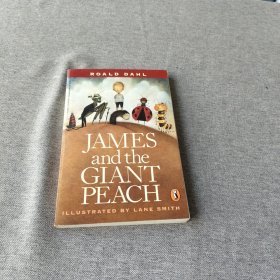 ROALD DAHL
JAMES
and the
GIANT
PEACH
ILLUSTRATED BY LANE SMITH